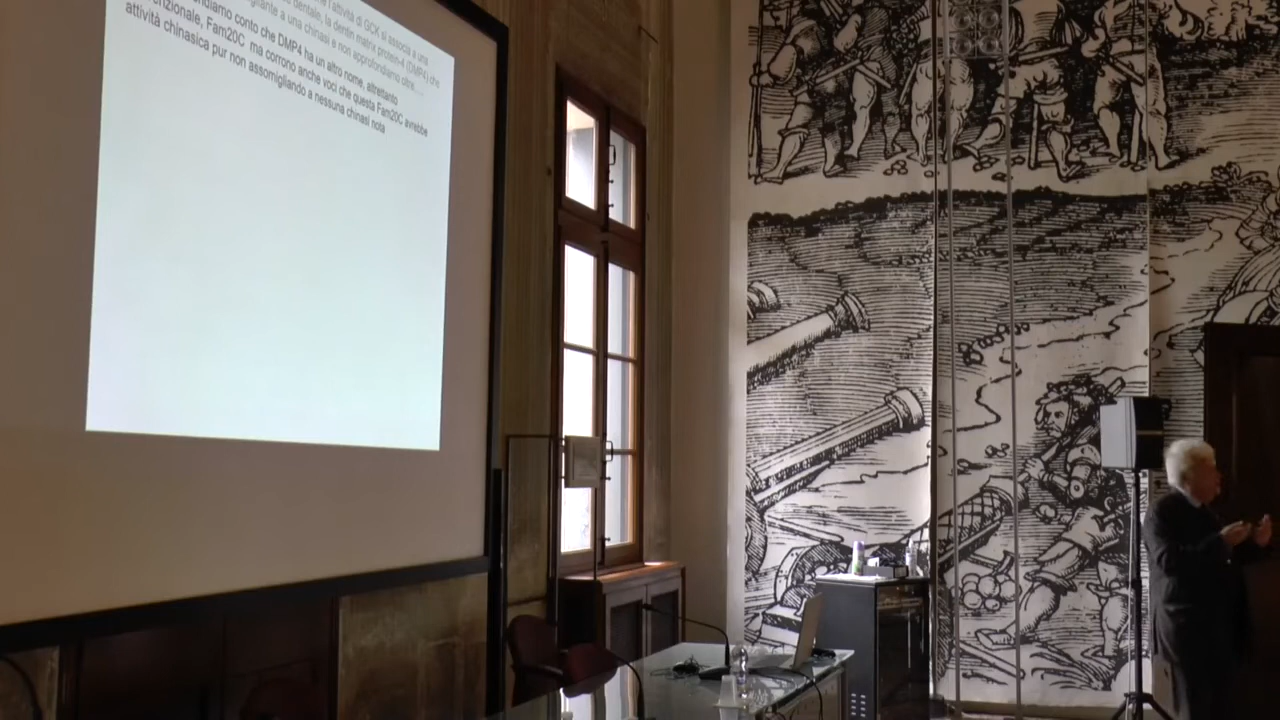 l'attività di GCK si associa a una
dentale, la dentin matrix protein-4 (DMP4) che
a una chinasi e non approfondiamo oltre....
conto che DMP4 ha un altro nome, altrettanto
Fam20C ma corrono anche voci che questa Fam20C avrebbe
attività chinasica pur non assomigliando a nessuna chinasi nota